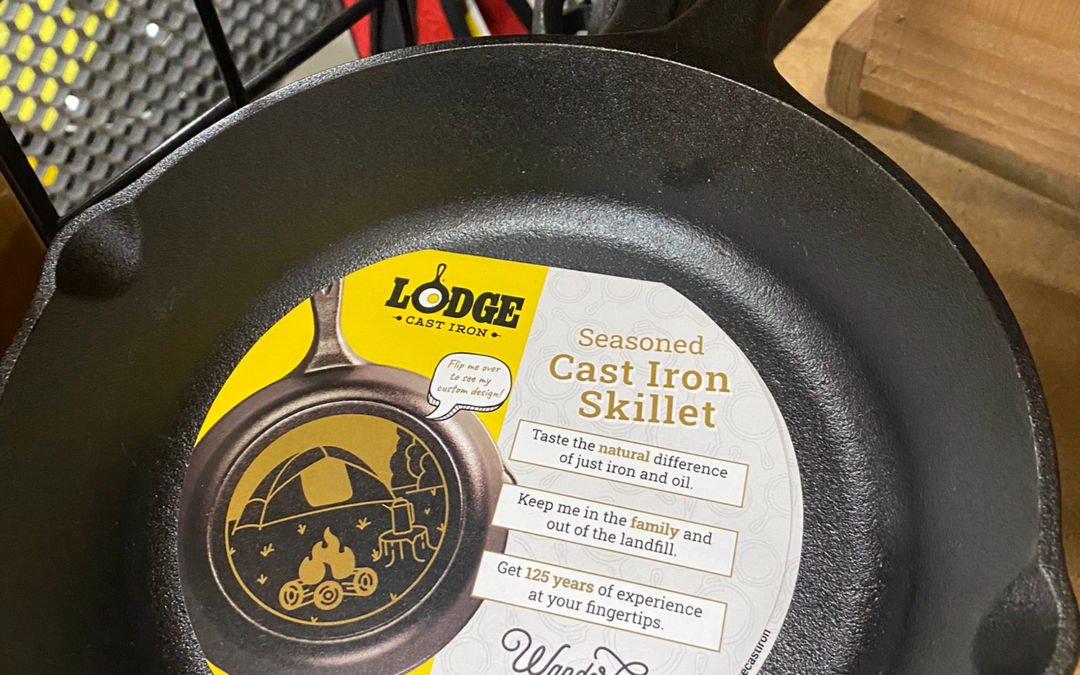 LODGE
CAST IRON
Flip me over
to see my
custom design!
Seasoned
Cast Iron
Skillet
Taste the natural difference
of just iron and oil.
Keep me in the family and
out of the landfill.
Get 125 years of experience
at your fingertips.